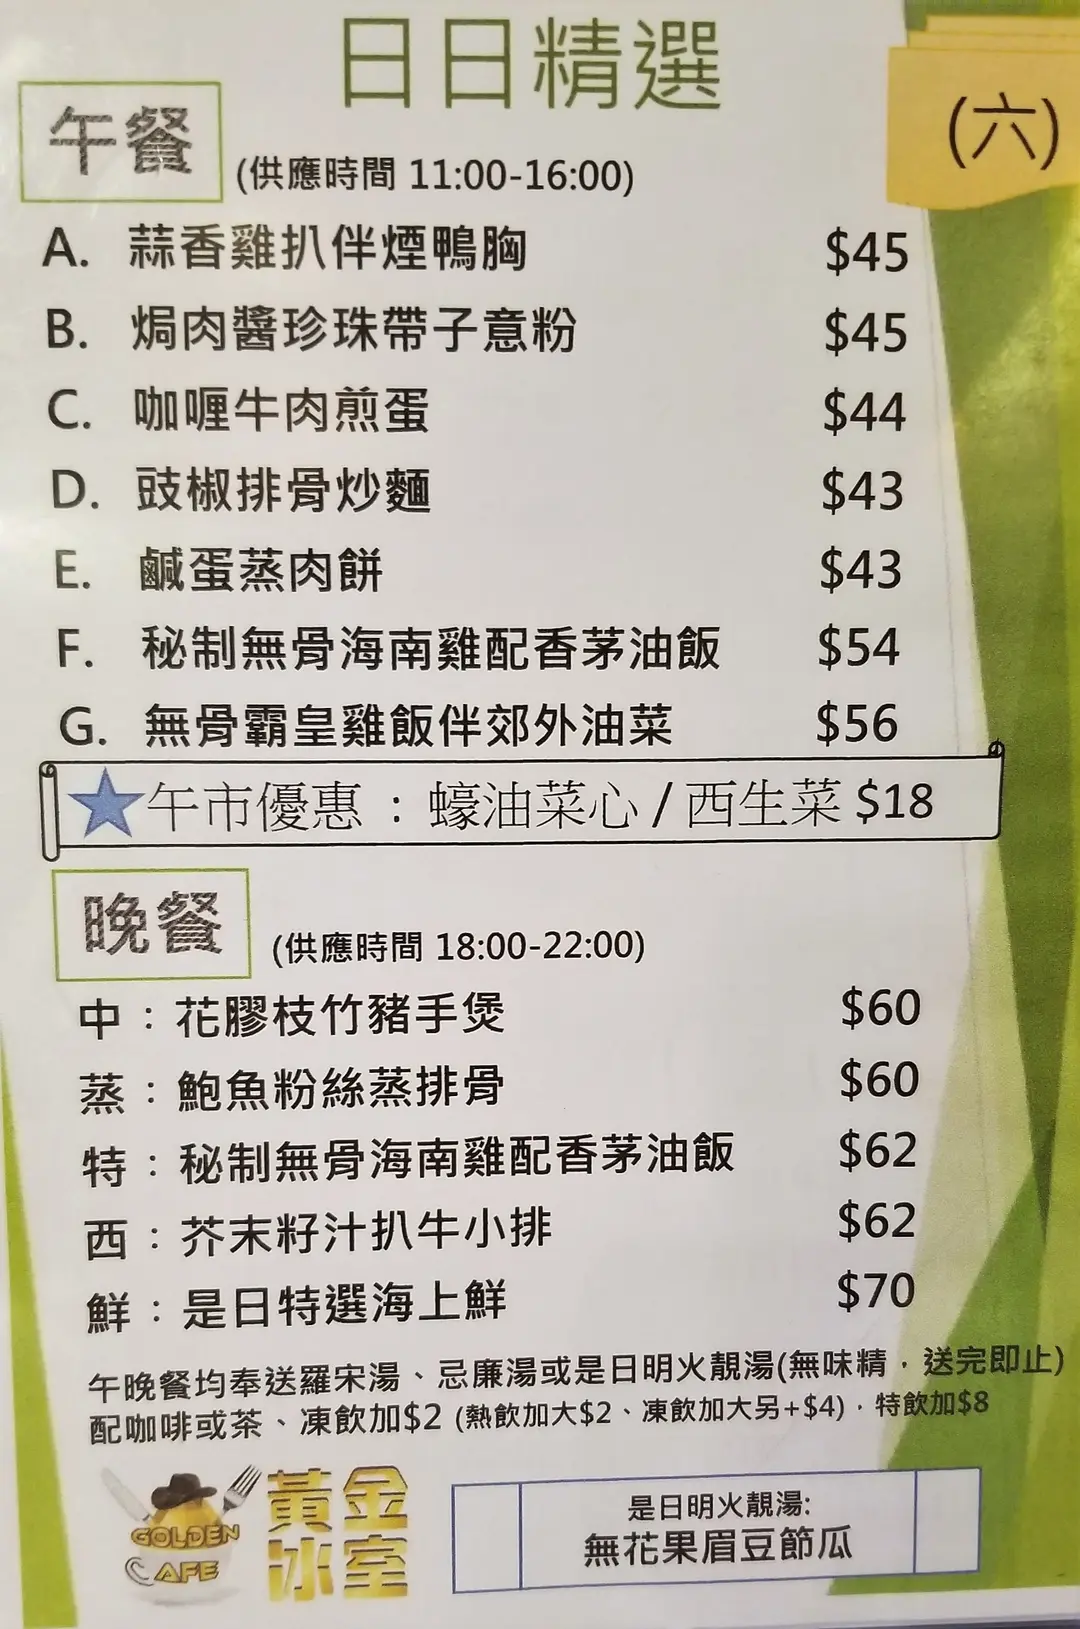 日日精選
(六)
午餐 (供應時間 11:00-16:00)
A. 蒜香雞扒伴煙鴨胸 $45
B. 焗肉醬珍珠帶子意粉 $45
C. 咖喱牛肉煎蛋 $44
D. 豉椒排骨炒麵 $43
E. 鹹蛋蒸肉餅 $43
F. 秘制無骨海南雞配香茅油飯 $54
G. 無骨霸皇雞飯伴郊外油菜 $56
午市優惠：蠔油菜心 / 西生菜 $18
晚餐 (供應時間 18:00-22:00)
中：花膠枝竹豬手煲 $60
蒸：鮑魚粉絲蒸排骨 $60
特：秘制無骨海南雞配香茅油飯 $62
西：芥末籽汁扒牛小排 $62
鮮：是日特選海上鮮 $70
午晚餐均奉送羅宋湯、忌廉湯或是日明火靚湯(無味精，送完即止)
配咖啡或茶、凍飲加$2 (熱飲加大$2、凍飲加大另+$4)，特飲加$8
GOLDEN CAFE
黃金冰室
是日明火靚湯:
無花果眉豆節瓜